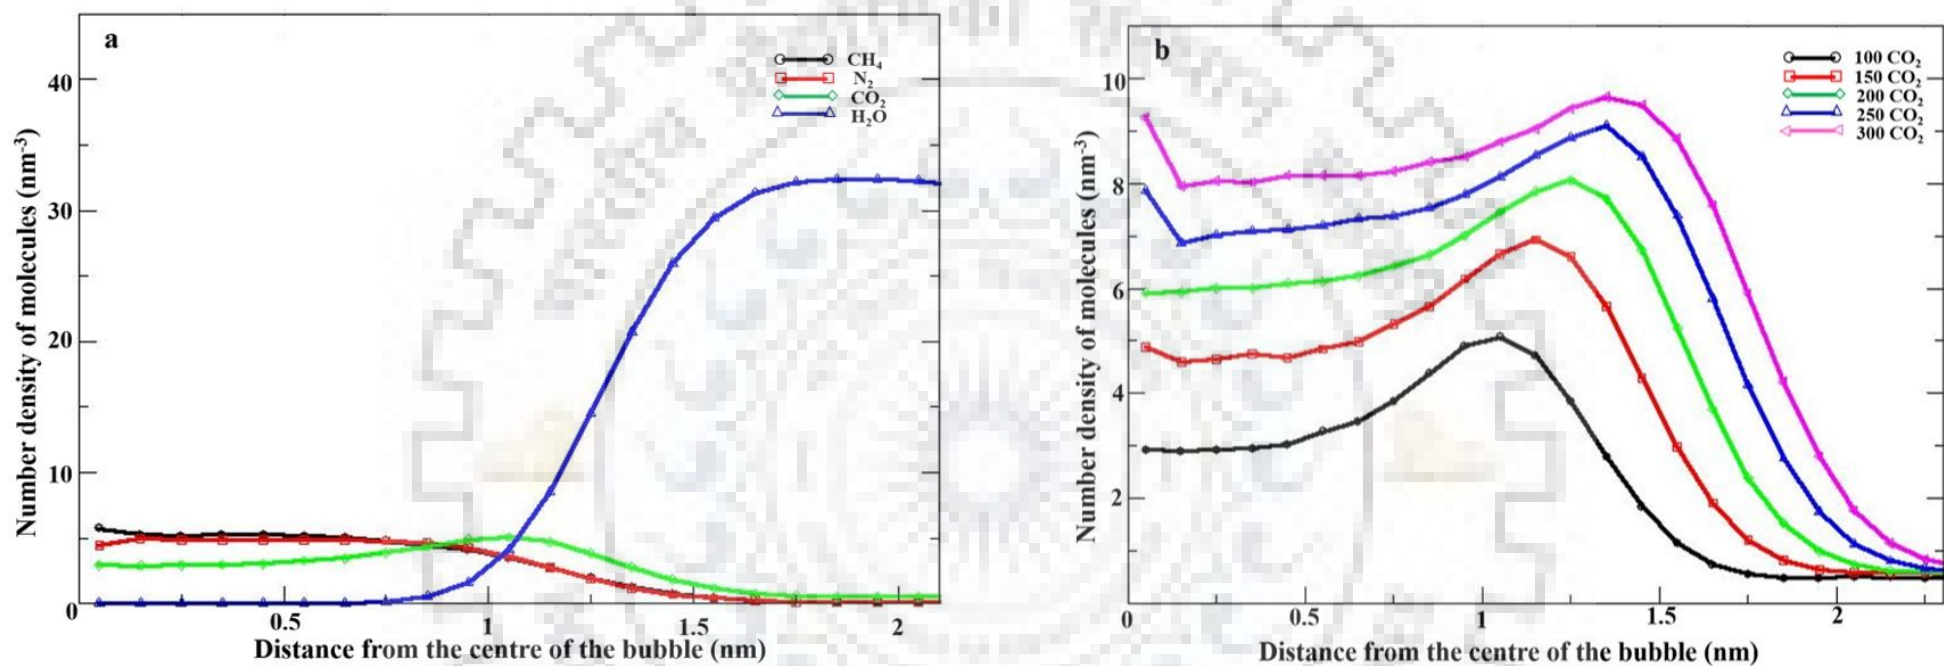 a
CH₄
N₂
CO₂
H₂O
40
30
20
10
0
0.5
1
1.5
2
Number density of molecules (nm⁻³)
Distance from the centre of the bubble (nm)
b
100 CO₂
150 CO₂
200 CO₂
250 CO₂
300 CO₂
10
8
6
4
2
0
0.5
1
1.5
2
Number density of molecules (nm⁻³)
Distance from the centre of the bubble (nm)